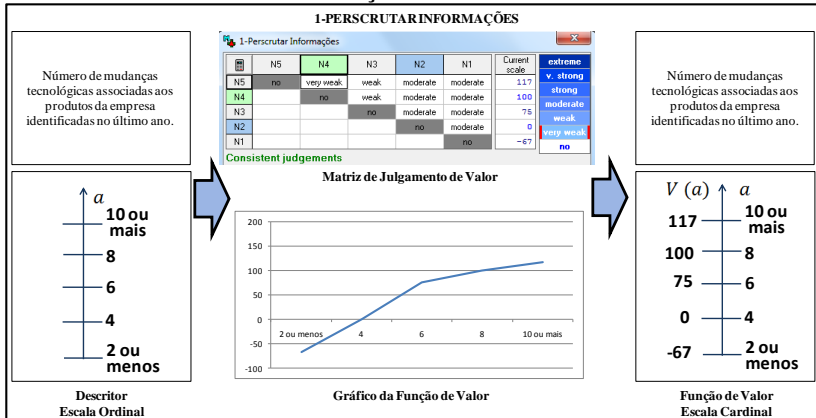 1-PERSCRUTAR INFORMAÇÕES
Número de mudanças
tecnológicas associadas aos
produtos da empresa
identificadas no último ano.
a
10 ou
mais
8
6
4
2 ou
menos
Descritor
Escala Ordinal
1-Perscrutar Informações
N5 N4 N3 N2 N1 Current
scale
N5 no very weak weak moderate moderate 117
N4 no weak moderate moderate 100
N3 no moderate moderate 75
N2 no moderate 0
N1 no -67
extreme
v. strong
strong
moderate
weak
very weak
no
Consistent judgements
Matriz de Julgamento de Valor
200
150
100
50
0
-50
-100
2 ou menos 4 6 8 10 ou mais
Gráfico da Função de Valor
Número de mudanças
tecnológicas associadas aos
produtos da empresa
identificadas no último ano.
V (a) a
117 10 ou
mais
100 8
75 6
0 4
-67 2 ou
menos
Função de Valor
Escala Cardinal